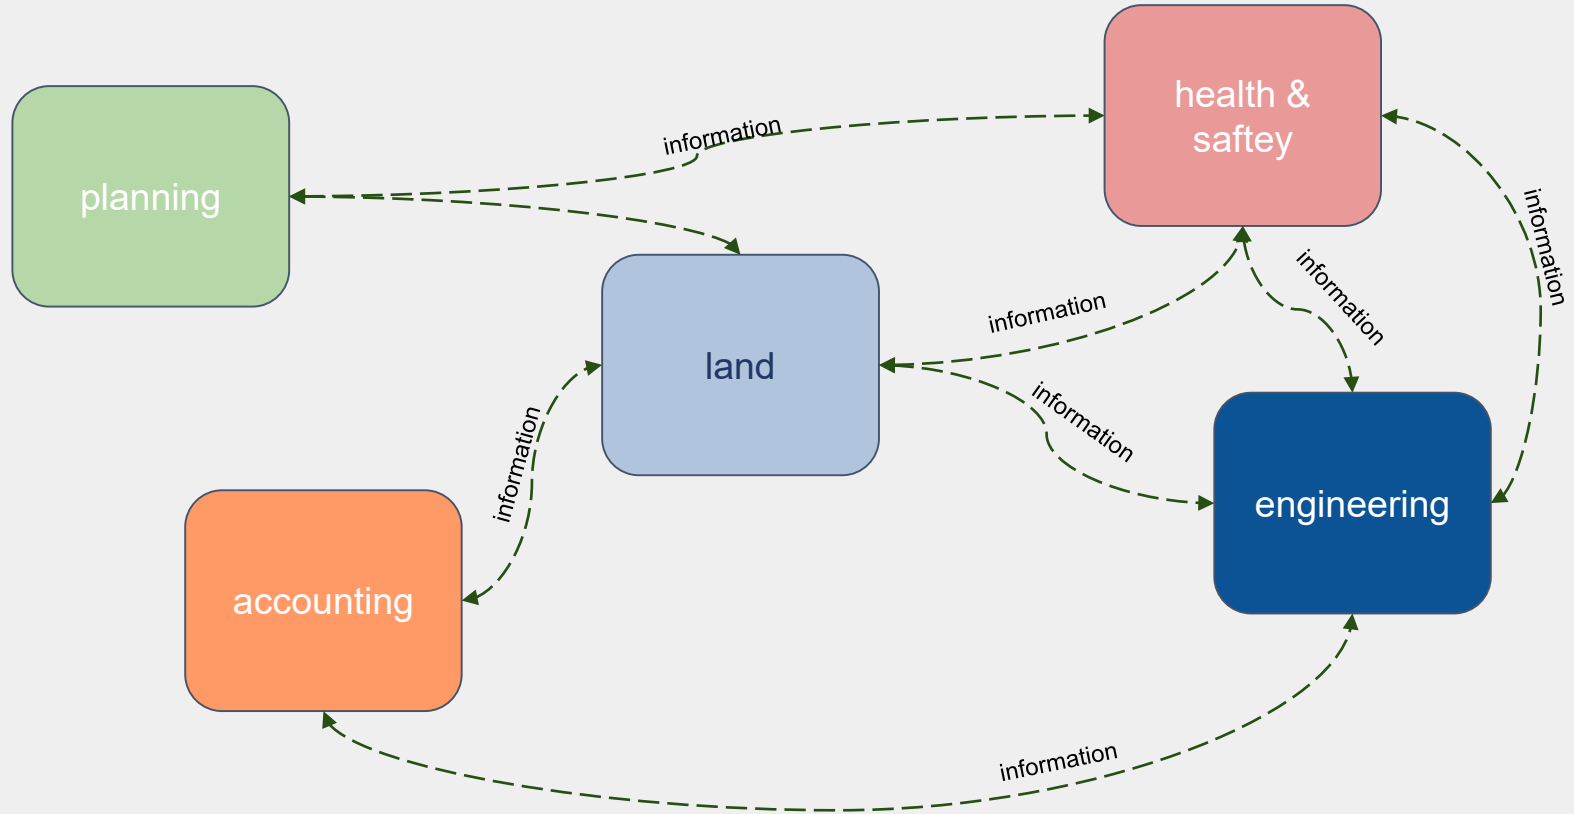 health &
saftey
information
planning
information
information
information
land
information
information
engineering
accounting
information